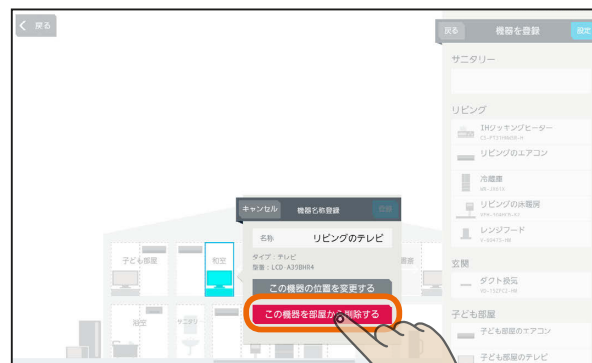 戻る
戻る
機器を登録
設定
サニタリー
リビング
IHクッキングヒーター
リビングのエアコン
冷蔵庫
リビングの床暖房
レンジフード
玄関
ダクト換気
子ども部屋
子ども部屋のエアコン
子ども部屋のテレビ
キャンセル
機器名称登録
名称
リビングのテレビ
タイプ：テレビ
型番：LCD-A39BHR4
この機器の位置を変更する
この機器を部屋から削除する
子ども部屋
和室
寝室
浴室
サニタリー